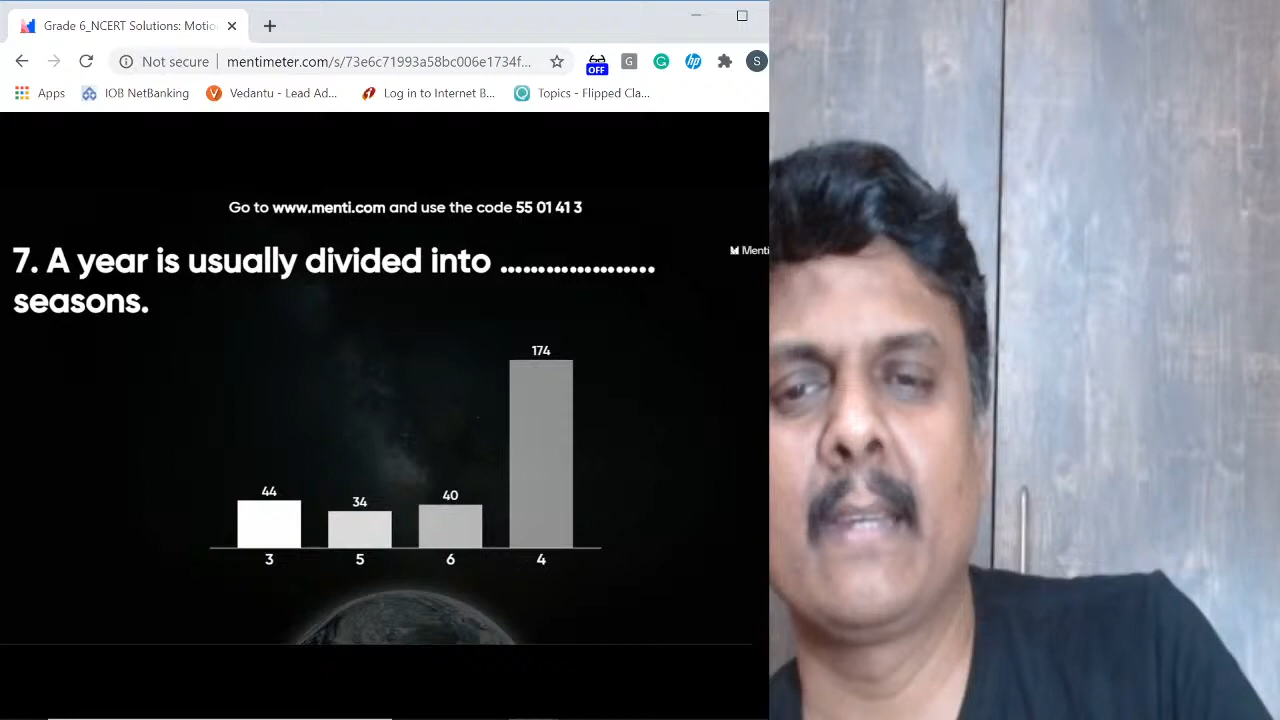 Grade 6_NCERT Solutions: Motio
Not secure mentimeter.com/s/73e6c71993ab8bc006e1734f...
G
S
OFF
Apps IOB NetBanking Vedantu - Lead Ad... Log in to Internet B... Topics - Flipped Cla...
Go to www.menti.com and use the code 55 01 41 3
Menti
7. A year is usually divided into .....................
seasons.
174
44
34
40
3 5 6 4